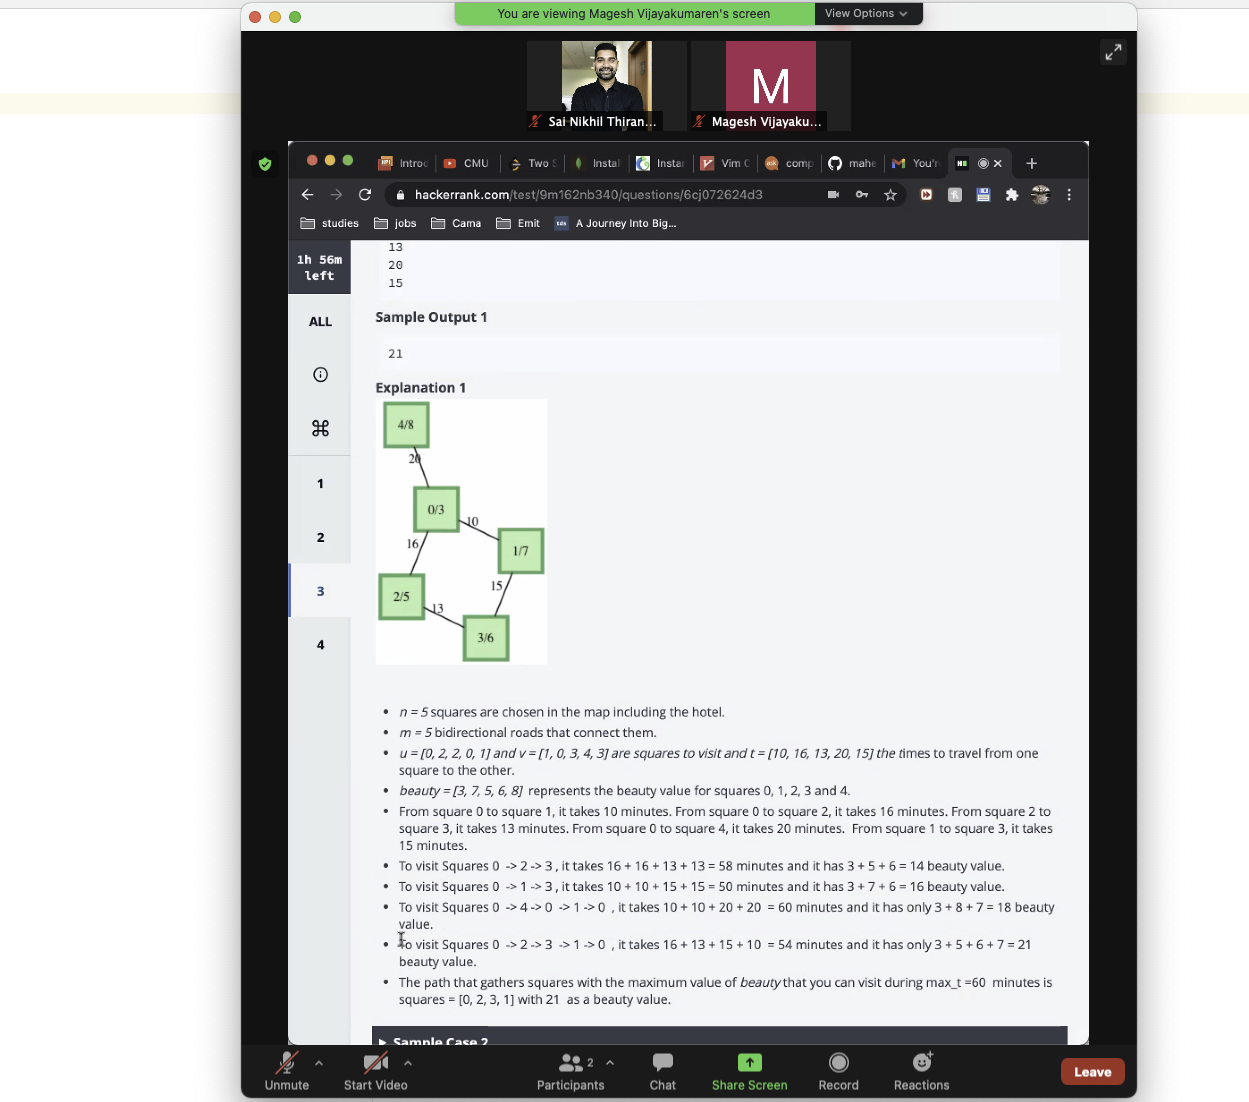 You are viewing Magesh Vijayakumaren's screen
View Options
Sai Nikhil Thiran...
M
Magesh Vijayaku...
Introd
CMU
Two S
Instal
Instar
Vim C
ask
comp
mahe
You'r
hackerrank.com/test/9m162nb340/questions/6cj072624d3
studies
jobs
Cama
Emit
tds
A Journey Into Big...
1h 56m
left
ALL
1
2
3
4
13
20
15
Sample Output 1
21
Explanation 1
4/8
20
0/3
10
16
1/7
15
2/5
13
3/6
• n = 5 squares are chosen in the map including the hotel.
• m = 5 bidirectional roads that connect them.
• u = [0, 2, 2, 0, 1] and v = [1, 0, 3, 4, 3] are squares to visit and t = [10, 16, 13, 20, 15] the times to travel from one
square to the other.
• beauty = [3, 7, 5, 6, 8] represents the beauty value for squares 0, 1, 2, 3 and 4.
• From square 0 to square 1, it takes 10 minutes. From square 0 to square 2, it takes 16 minutes. From square 2 to
square 3, it takes 13 minutes. From square 0 to square 4, it takes 20 minutes. From square 1 to square 3, it takes
15 minutes.
• To visit Squares 0 -> 2 -> 3 , it takes 16 + 16 + 13 + 13 = 58 minutes and it has 3 + 5 + 6 = 14 beauty value.
• To visit Squares 0 -> 1 -> 3 , it takes 10 + 10 + 15 + 15 = 50 minutes and it has 3 + 7 + 6 = 16 beauty value.
• To visit Squares 0 -> 4 -> 0 -> 1 -> 0 , it takes 10 + 10 + 20 + 20 = 60 minutes and it has only 3 + 8 + 7 = 18 beauty
value.
• To visit Squares 0 -> 2 -> 3 -> 1 -> 0 , it takes 16 + 13 + 15 + 10 = 54 minutes and it has only 3 + 5 + 6 + 7 = 21
beauty value.
• The path that gathers squares with the maximum value of beauty that you can visit during max_t =60 minutes is
squares = [0, 2, 3, 1] with 21 as a beauty value.
Sample Case 2
Unmute
Start Video
2
Participants
Chat
Share Screen
Record
Reactions
Leave